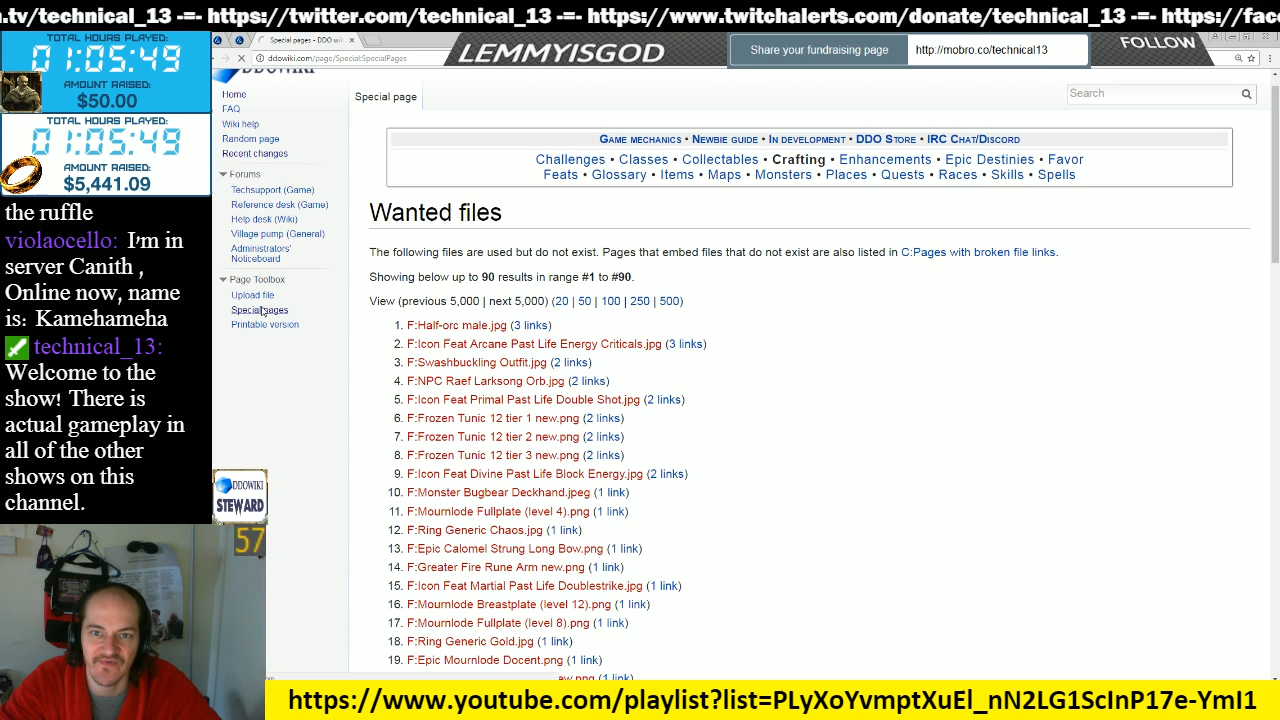 n.tv/technical_13 -=- https://twitter.com/technical_13 -=- https://www.twitchalerts.com/donate/technical_13 -=- https://fac
TOTAL HOURS PLAYED:
01:05:49
AMOUNT RAISED:
$50.00
TOTAL HOURS PLAYED:
01:05:49
AMOUNT RAISED:
$5,441.09
the ruffle
violaocello: I'm in
server Canith ,
Online now, name
is: Kamehameha
technical_13:
Welcome to the
show! There is
actual gameplay in
all of the other
shows on this
channel.
Special pages - DDO wi
ddowiki.com/page/Special:SpecialPages
LEMMYISGOD
Share your fundraising page
http://mobro.co/technical13
FOLLOW
DDOWIKI
Home
FAQ
Wiki help
Random page
Recent changes
Forums
Techsupport (Game)
Reference desk (Game)
Help desk (Wiki)
Village pump (General)
Administrators'
Noticeboard
Page Toolbox
Upload file
Special pages
Printable version
DDOWIKI
STEWARD
57
Special page
Search
Game mechanics • Newbie guide • In development • DDO Store • IRC Chat/Discord
Challenges • Classes • Collectables • Crafting • Enhancements • Epic Destinies • Favor
Feats • Glossary • Items • Maps • Monsters • Places • Quests • Races • Skills • Spells
Wanted files
The following files are used but do not exist. Pages that embed files that do not exist are also listed in C:Pages with broken file links.
Showing below up to 90 results in range #1 to #90.
View (previous 5,000 | next 5,000) (20 | 50 | 100 | 250 | 500)
1. F:Half-orc male.jpg (3 links)
2. F:Icon Feat Arcane Past Life Energy Criticals.jpg (3 links)
3. F:Swashbuckling Outfit.jpg (2 links)
4. F:NPC Raef Larksong Orb.jpg (2 links)
5. F:Icon Feat Primal Past Life Double Shot.jpg (2 links)
6. F:Frozen Tunic 12 tier 1 new.png (2 links)
7. F:Frozen Tunic 12 tier 2 new.png (2 links)
8. F:Frozen Tunic 12 tier 3 new.png (2 links)
9. F:Icon Feat Divine Past Life Block Energy.jpg (2 links)
10. F:Monster Bugbear Deckhand.jpeg (1 link)
11. F:Mournlode Fullplate (level 4).png (1 link)
12. F:Ring Generic Chaos.jpg (1 link)
13. F:Epic Calomel Strung Long Bow.png (1 link)
14. F:Greater Fire Rune Arm new.png (1 link)
15. F:Icon Feat Martial Past Life Doublestrike.jpg (1 link)
16. F:Mournlode Breastplate (level 12).png (1 link)
17. F:Mournlode Fullplate (level 8).png (1 link)
18. F:Ring Generic Gold.jpg (1 link)
19. F:Epic Mournlode Docent.png (1 link)
https://www.youtube.com/playlist?list=PLyXoYvmptXuEl_nN2LG1ScInP17e-YmI1